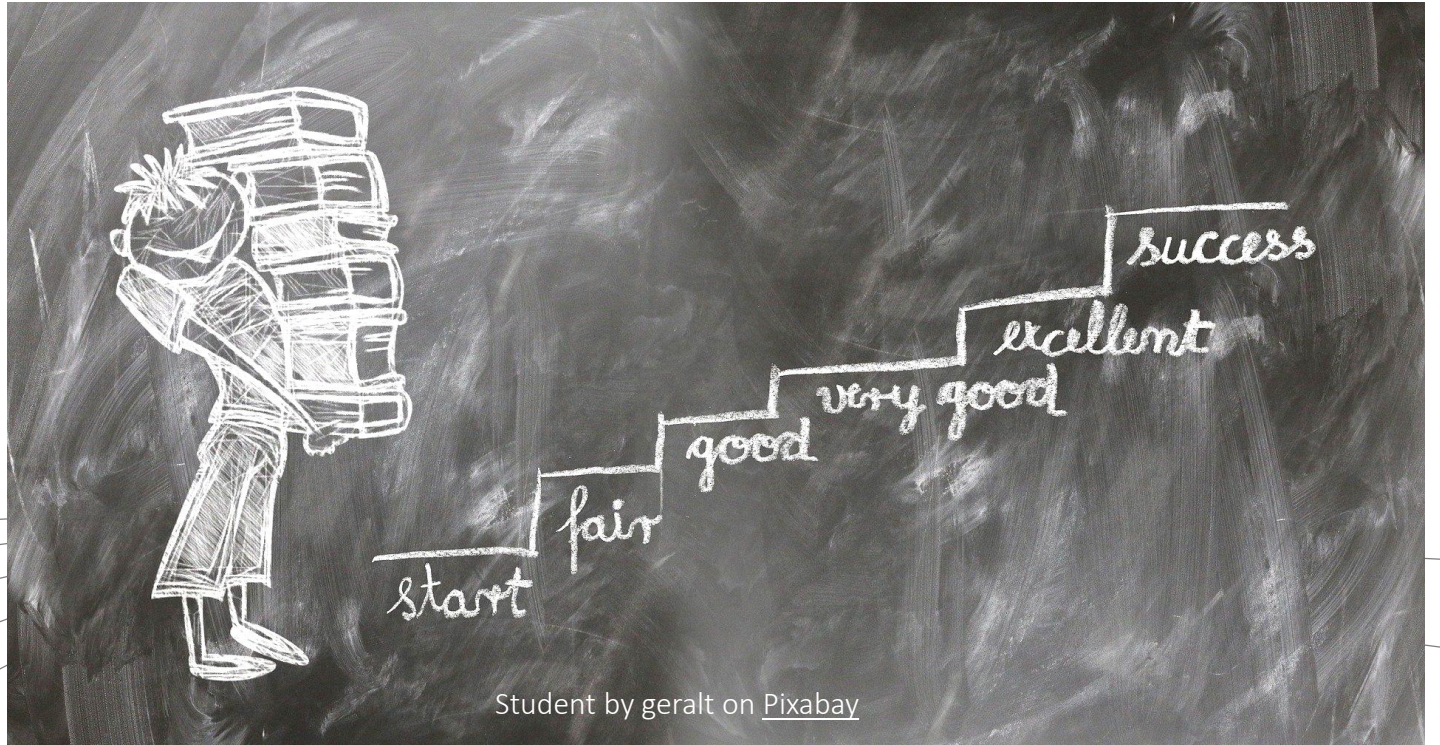 success
excellent
very good
good
fair
start
Student by geralt on Pixabay